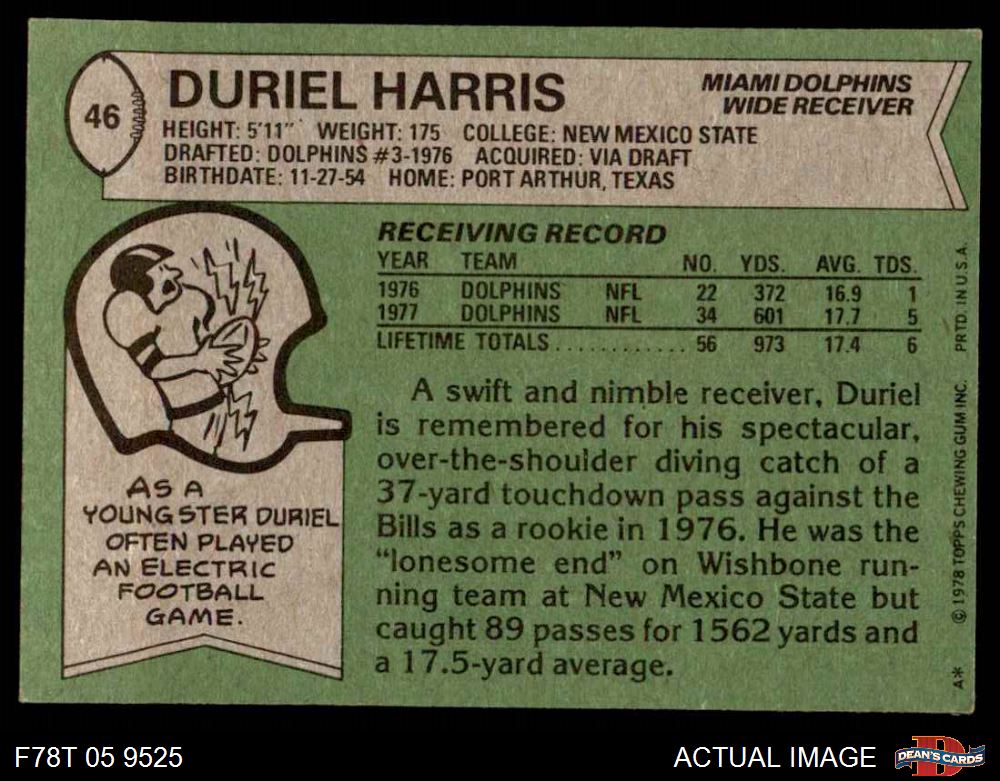 46
DURIEL HARRIS
MIAMI DOLPHINS
WIDE RECEIVER
HEIGHT: 5'11" WEIGHT: 175 COLLEGE: NEW MEXICO STATE
DRAFTED: DOLPHINS #3-1976 ACQUIRED: VIA DRAFT
BIRTHDATE: 11-27-54 HOME: PORT ARTHUR, TEXAS
RECEIVING RECORD
YEAR TEAM NO. YDS. AVG. TDS.
1976 DOLPHINS NFL 22 372 16.9 1
1977 DOLPHINS NFL 34 601 17.7 5
LIFETIME TOTALS............ 56 973 17.4 6
A swift and nimble receiver, Duriel
is remembered for his spectacular,
over-the-shoulder diving catch of a
37-yard touchdown pass against the
Bills as a rookie in 1976. He was the
"lonesome end" on Wishbone run-
ning team at New Mexico State but
caught 89 passes for 1562 yards and
a 17.5-yard average.
AS A
YOUNGSTER DURIEL
OFTEN PLAYED
AN ELECTRIC
FOOTBALL
GAME.
A* © 1978 TOPPS CHEWING GUM INC. PRTD. IN U.S.A.
F78T 05 9525
ACTUAL IMAGE
D
DEAN'S CARDS